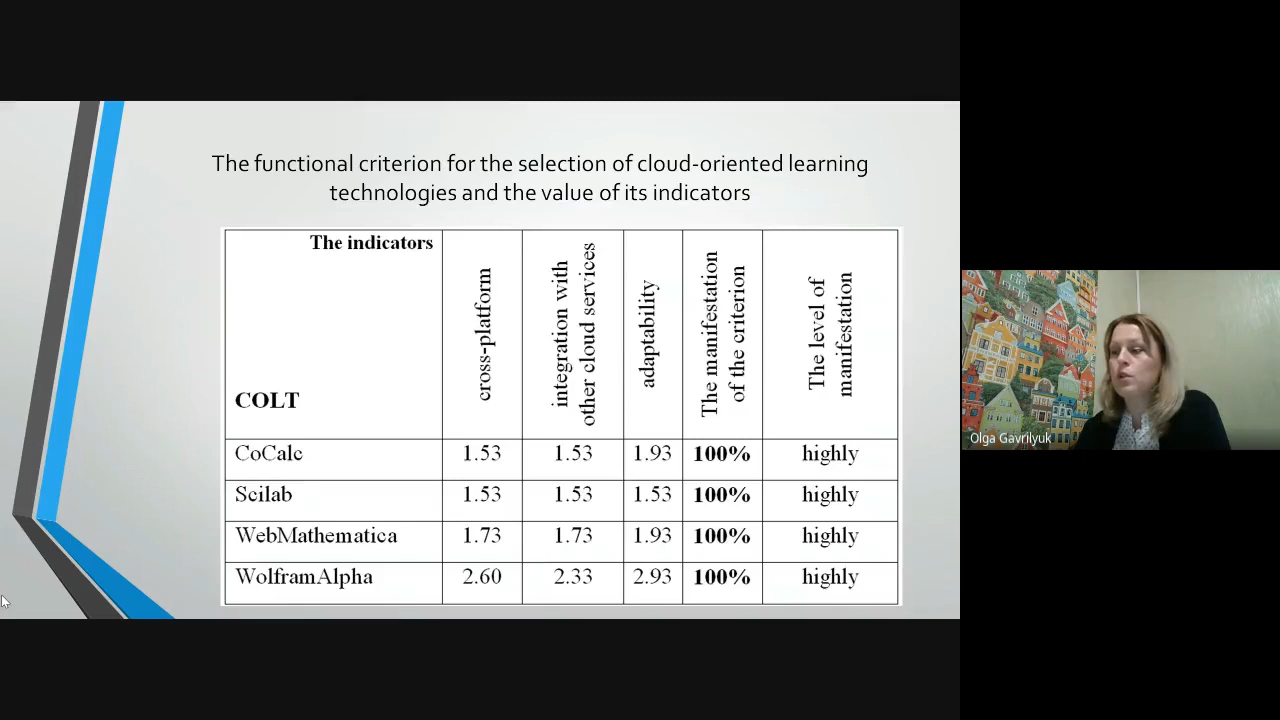 The functional criterion for the selection of cloud-oriented learning
technologies and the value of its indicators
The indicators
COLT
cross-platform
integration with
other cloud services
adaptability
The manifestation
of the criterion
The level of
manifestation
CoCalc 1.53 1.53 1.93 100% highly
Scilab 1.53 1.53 1.53 100% highly
WebMathematica 1.73 1.73 1.93 100% highly
WolframAlpha 2.60 2.33 2.93 100% highly
Olga Gavrilyuk